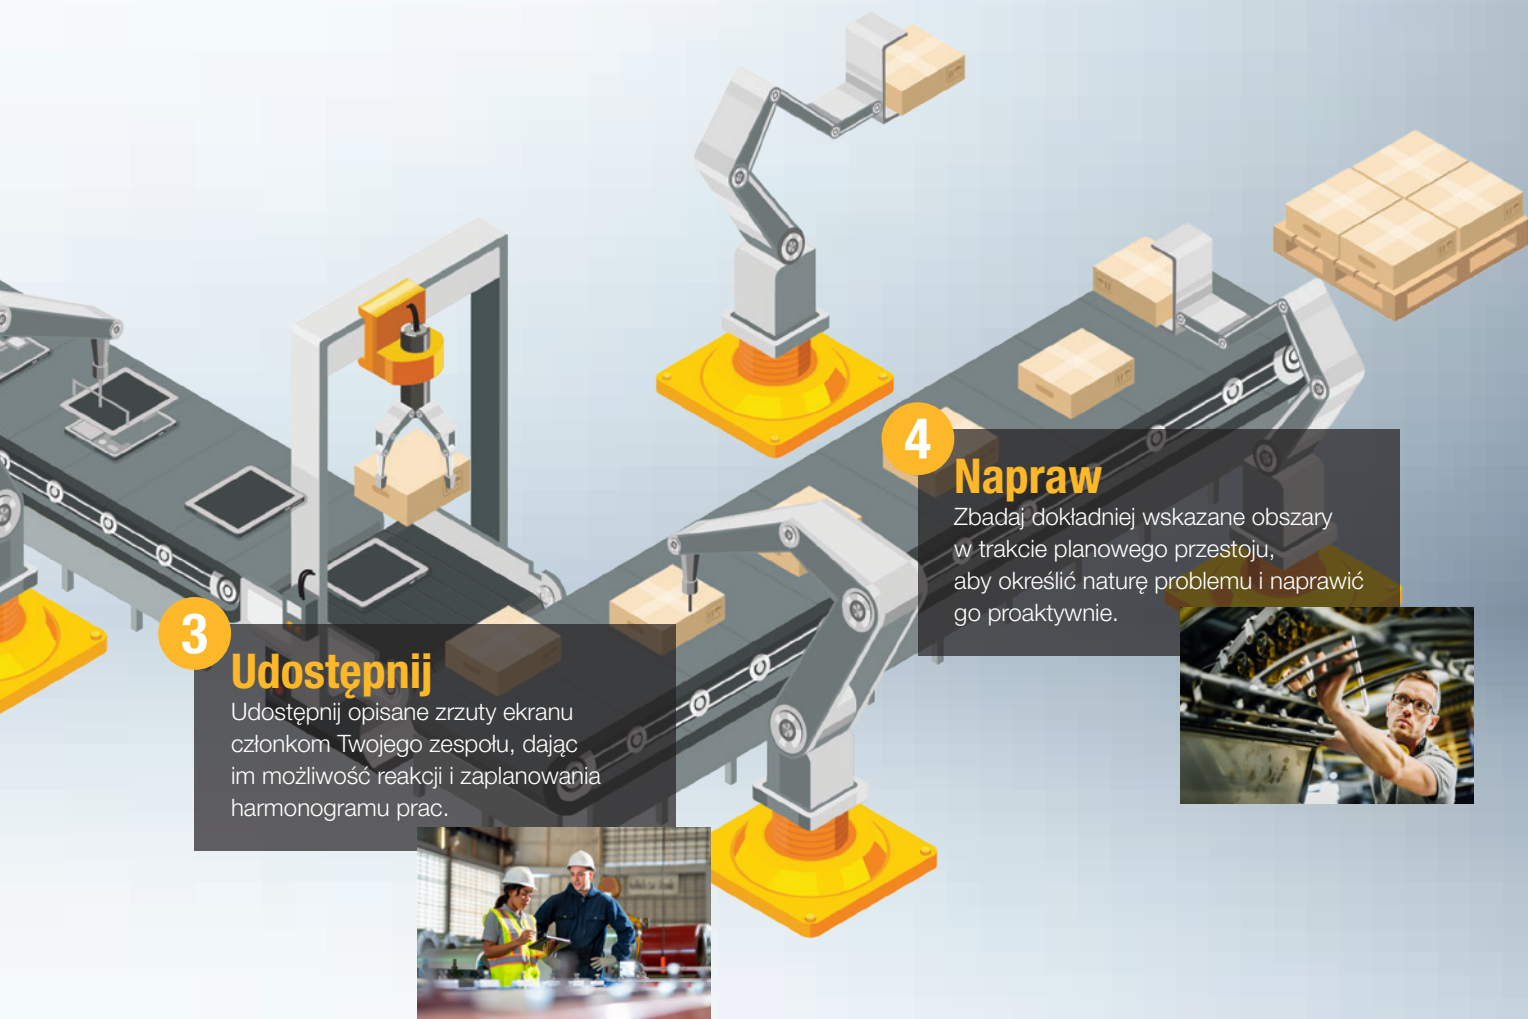 3
Udostępnij
Udostępnij opisane zrzuty ekranu
członkom Twojego zespołu, dając
im możliwość reakcji i zaplanowania
harmonogramu prac.
4
Napraw
Zbadaj dokładniej wskazane obszary
w trakcie planowego przestoju,
aby określić naturę problemu i naprawić
go proaktywnie.